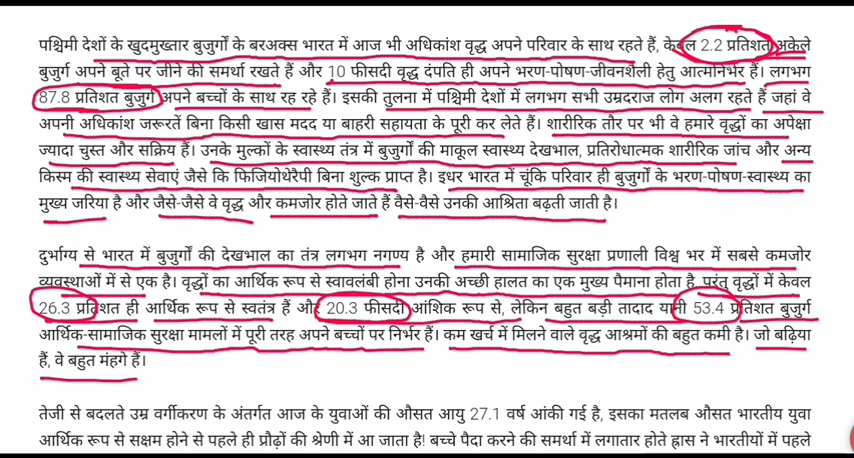 पश्चिमी देशों के खुदमुख्तार बुजुर्गों के बरअक्स भारत में आज भी अधिकांश वृद्ध अपने परिवार के साथ रहते हैं, केवल 2.2 प्रतिशत अकेले
बुजुर्ग अपने बूते पर जीने की समर्था रखते हैं और 10 फीसदी वृद्ध दंपति ही अपने भरण-पोषण-जीवनशैली हेतु आत्मनिर्भर हैं। लगभग
87.8 प्रतिशत बुजुर्ग अपने बच्चों के साथ रह रहे हैं। इसकी तुलना में पश्चिमी देशों में लगभग सभी उम्रदराज लोग अलग रहते हैं जहां वे
अपनी अधिकांश जरूरतें बिना किसी खास मदद या बाहरी सहायता के पूरी कर लेते हैं। शारीरिक तौर पर भी वे हमारे वृद्धों का अपेक्षा
ज्यादा चुस्त और सक्रिय हैं। उनके मुल्कों के स्वास्थ्य तंत्र में बुजुर्गों की माकूल स्वास्थ्य देखभाल, प्रतिरोधात्मक शारीरिक जांच और अन्य
किस्म की स्वास्थ्य सेवाएं जैसे कि फिजियोथेरैपी बिना शुल्क प्राप्त है। इधर भारत में चूंकि परिवार ही बुजुर्गों के भरण-पोषण-स्वास्थ्य का
मुख्य जरिया है और जैसे-जैसे वे वृद्ध और कमजोर होते जाते हैं वैसे-वैसे उनकी आश्रिता बढ़ती जाती है।
दुर्भाग्य से भारत में बुजुर्गों की देखभाल का तंत्र लगभग नगण्य है और हमारी सामाजिक सुरक्षा प्रणाली विश्व भर में सबसे कमजोर
व्यवस्थाओं में से एक है। वृद्धों का आर्थिक रूप से स्वावलंबी होना उनकी अच्छी हालत का एक मुख्य पैमाना होता है, परंतु वृद्धों में केवल
26.3 प्रतिशत ही आर्थिक रूप से स्वतंत्र हैं और 20.3 फीसदी आंशिक रूप से, लेकिन बहुत बड़ी तादाद यानी 53.4 प्रतिशत बुजुर्ग
आर्थिक-सामाजिक सुरक्षा मामलों में पूरी तरह अपने बच्चों पर निर्भर हैं। कम खर्च में मिलने वाले वृद्ध आश्रमों की बहुत कमी है। जो बढ़िया
हैं, वे बहुत मंहगे हैं।
तेजी से बदलते उम्र वर्गीकरण के अंतर्गत आज के युवाओं की औसत आयु 27.1 वर्ष आंकी गई है, इसका मतलब औसत भारतीय युवा
आर्थिक रूप से सक्षम होने से पहले ही प्रौढ़ों की श्रेणी में आ जाता है! बच्चे पैदा करने की समर्था में लगातार होते ह्रास ने भारतीयों में पहले